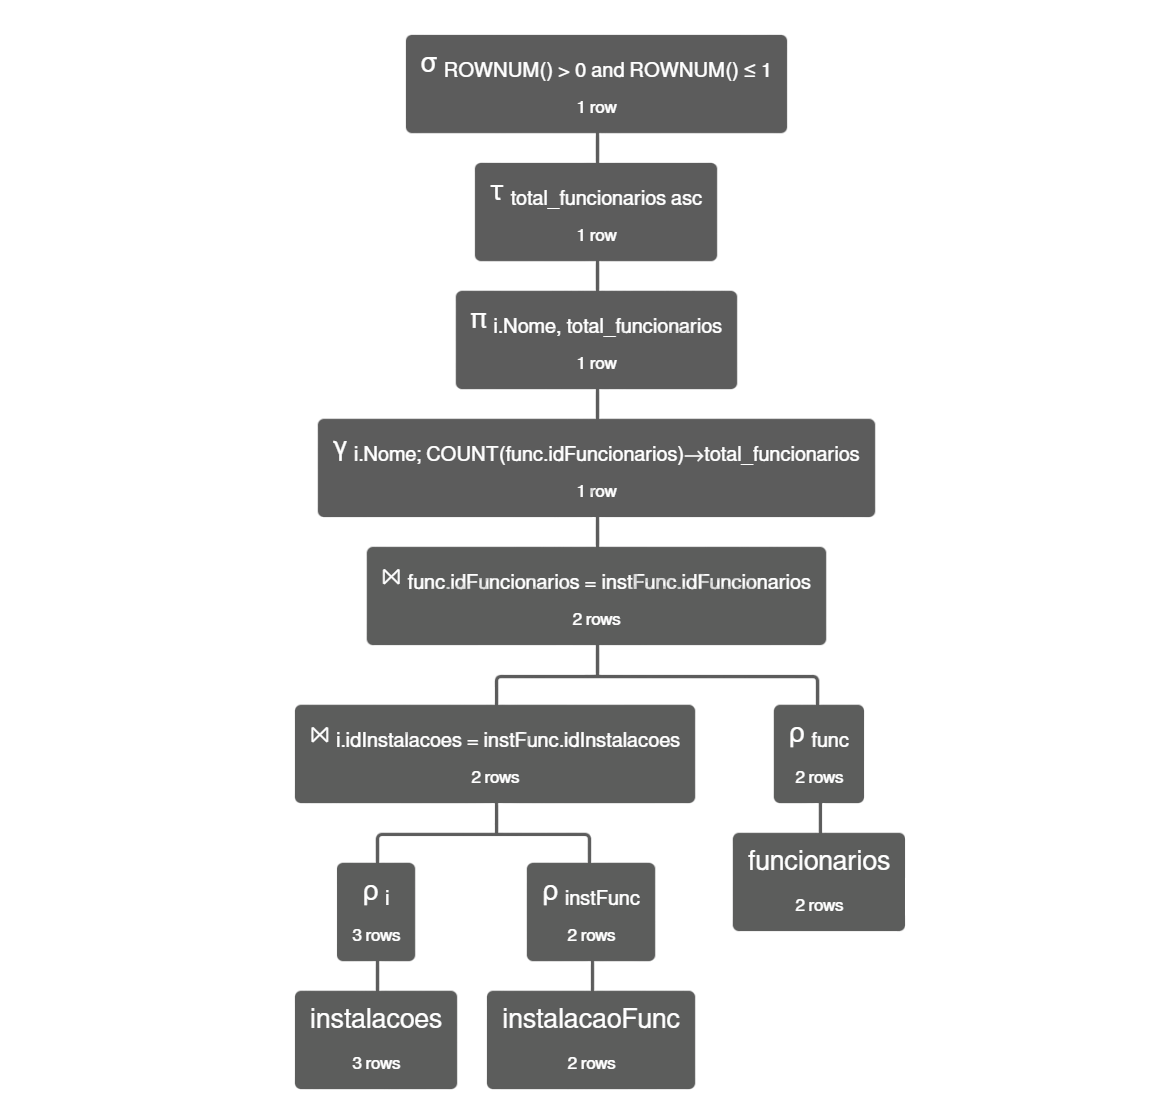 σ ROWNUM() > 0 and ROWNUM() ≤ 1
1 row
τ total_funcionarios asc
1 row
π i.Nome, total_funcionarios
1 row
γ i.Nome; COUNT(func.idFuncionarios)→total_funcionarios
1 row
⋈ func.idFuncionarios = instFunc.idFuncionarios
2 rows
⋈ i.idInstalacoes = instFunc.idInstalacoes
2 rows
ρ func
2 rows
ρ i
3 rows
ρ instFunc
2 rows
funcionarios
2 rows
instalacoes
3 rows
instalacaoFunc
2 rows